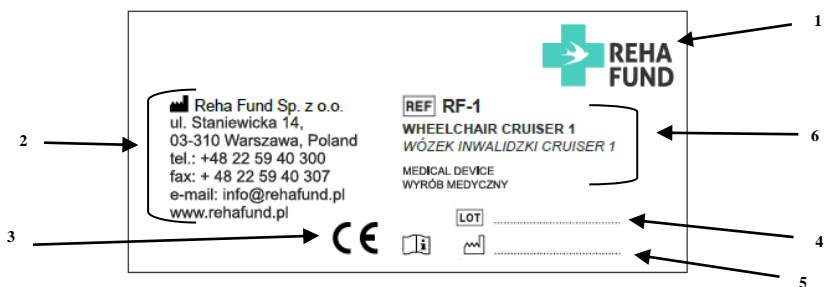 1
REHA
FUND
2
Reha Fund Sp. z o.o.
ul. Staniewicka 14,
03-310 Warszawa, Poland
tel.: +48 22 59 40 300
fax: + 48 22 59 40 307
e-mail: info@rehafund.pl
www.rehafund.pl
REF RF-1
WHEELCHAIR CRUISER 1
WÓZEK INWALIDZKI CRUISER 1
MEDICAL DEVICE
WYRÓB MEDYCZNY
6
3
CE
LOT ........................................
4
i ........................................
5